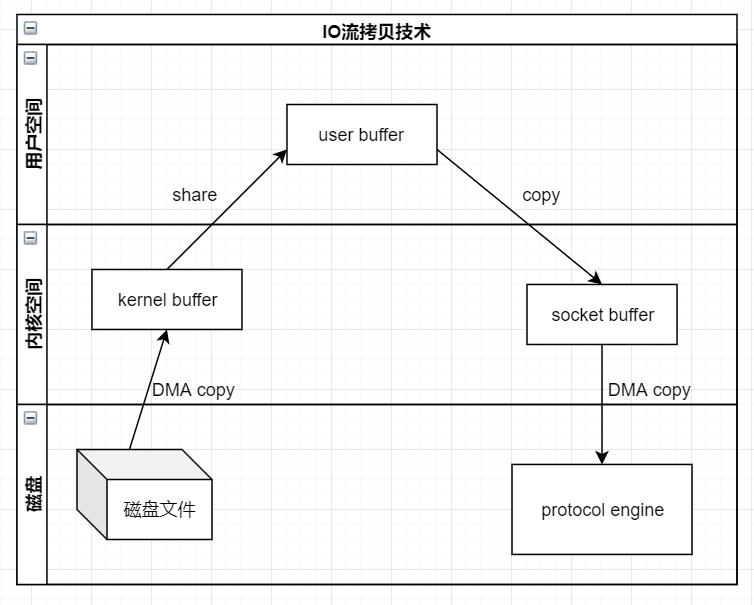 IO流拷贝技术
用户空间
user buffer
share
copy
内核空间
kernel buffer
socket buffer
DMA copy
DMA copy
磁盘
磁盘文件
protocol engine